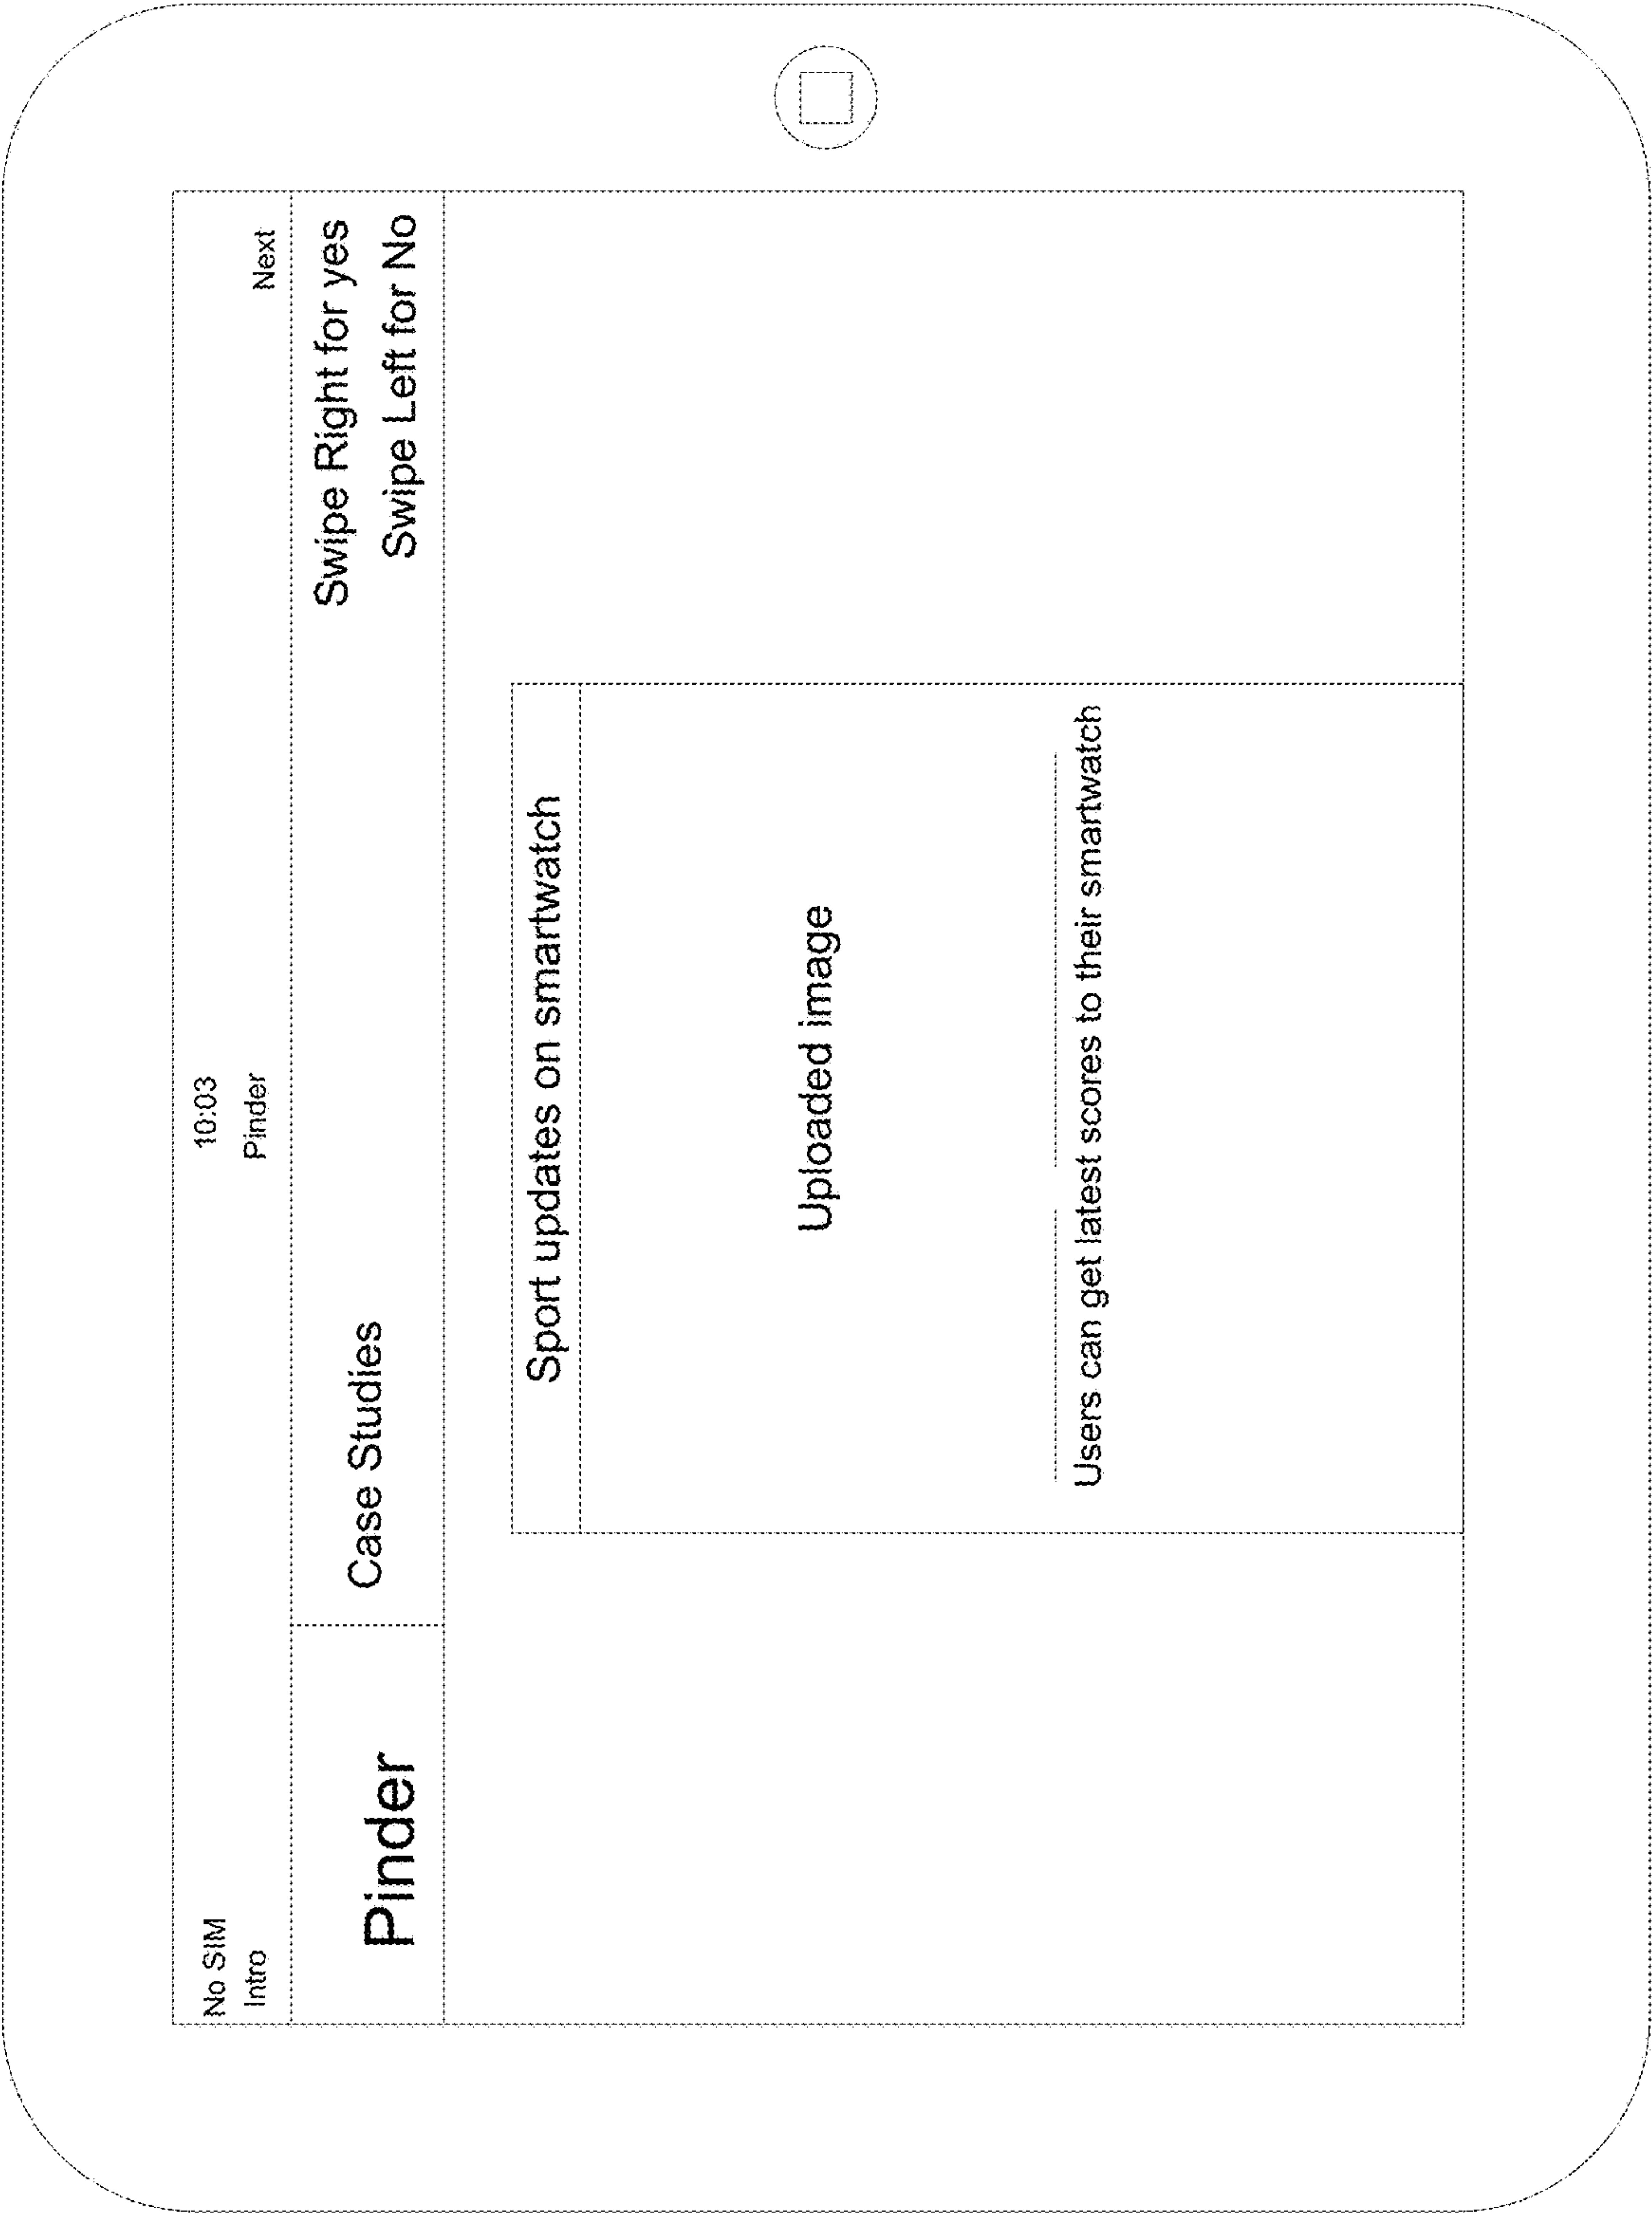 No SIM 10:03
Intro Pinder Next
Pinder Case Studies Swipe Right for yes
Swipe Left for No
Sport updates on smartwatch
Uploaded image
Users can get latest scores to their smartwatch